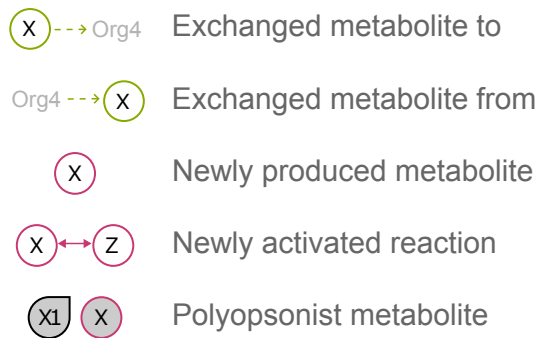 X Org4 Exchanged metabolite to
Org4 X Exchanged metabolite from
X Newly produced metabolite
X Z Newly activated reaction
X1 X Polyopsonist metabolite